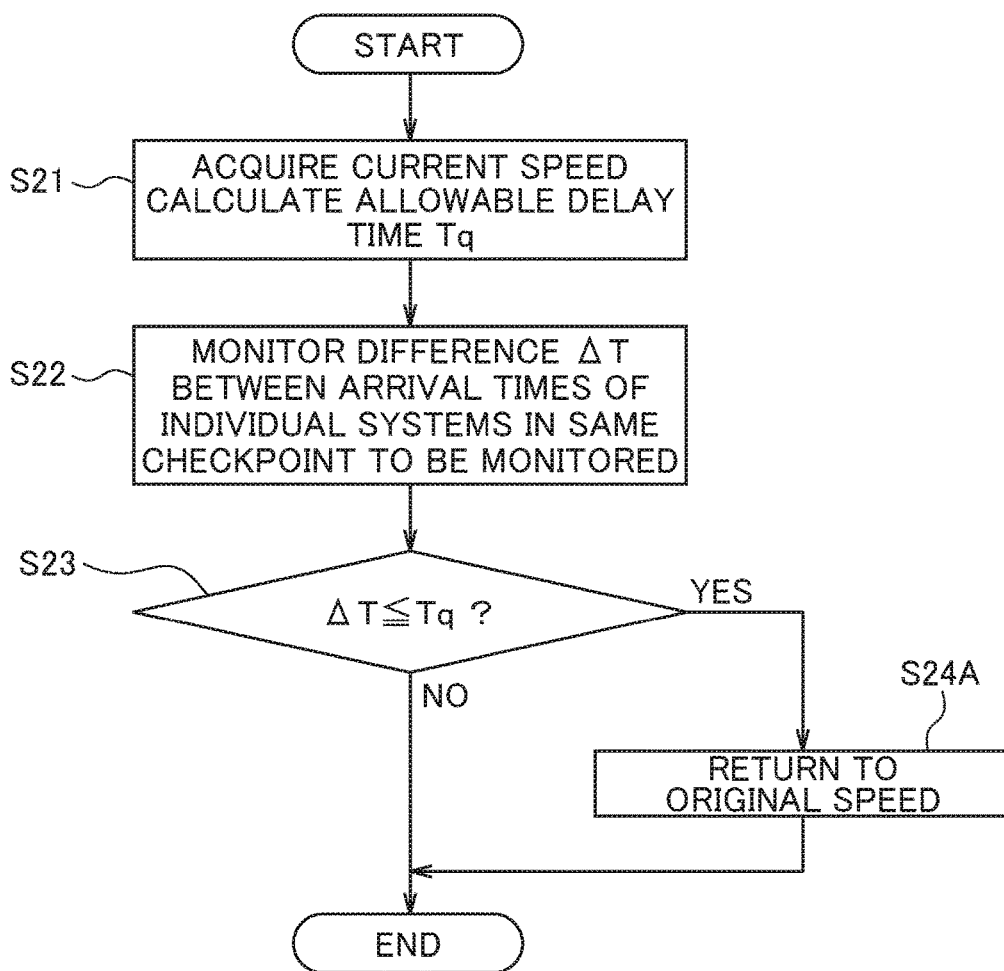 START
S21
ACQUIRE CURRENT SPEED
CALCULATE ALLOWABLE DELAY
TIME Tq
S22
MONITOR DIFFERENCE ΔT
BETWEEN ARRIVAL TIMES OF
INDIVIDUAL SYSTEMS IN SAME
CHECKPOINT TO BE MONITORED
S23
ΔT≦Tq ?
YES
NO
S24A
RETURN TO
ORIGINAL SPEED
END